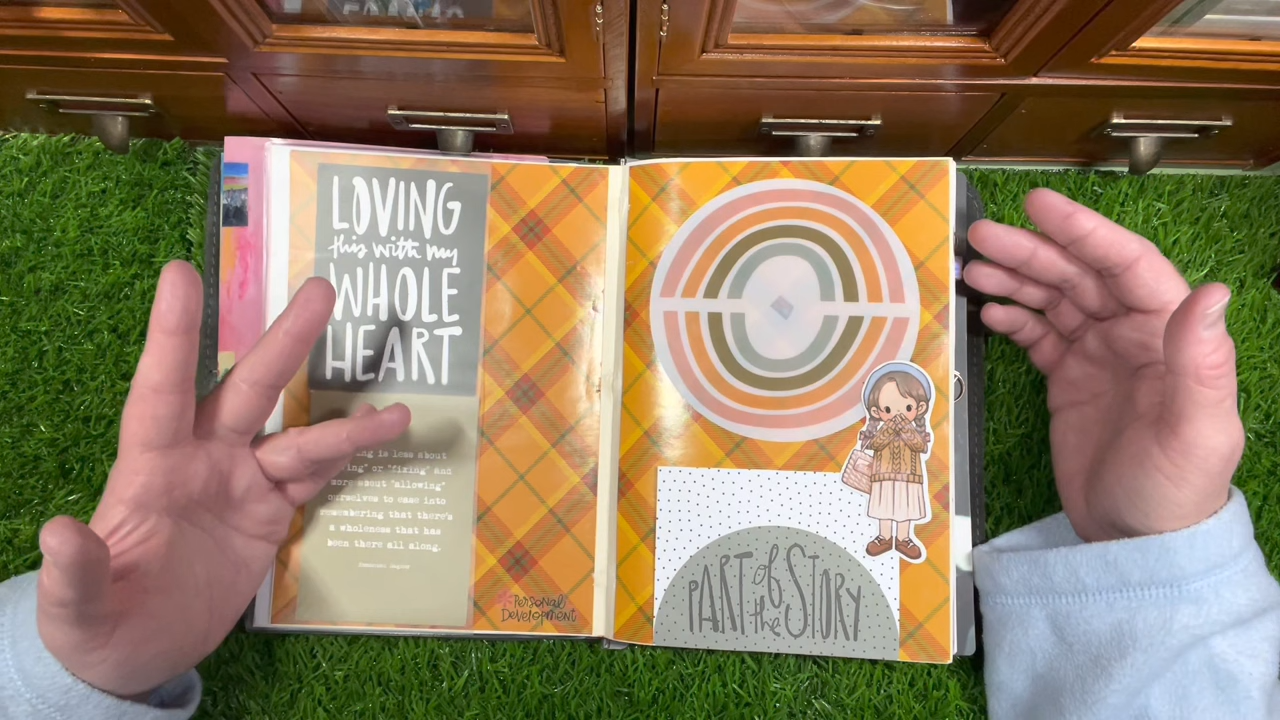 LOVING
this with my
WHOLE
HEART
is less about
or "fixing" and
more about "allowing"
ourselves to ease into
remembering that there's
a wholeness that has
been there all along.
Personal
Development
PART of
the STORY